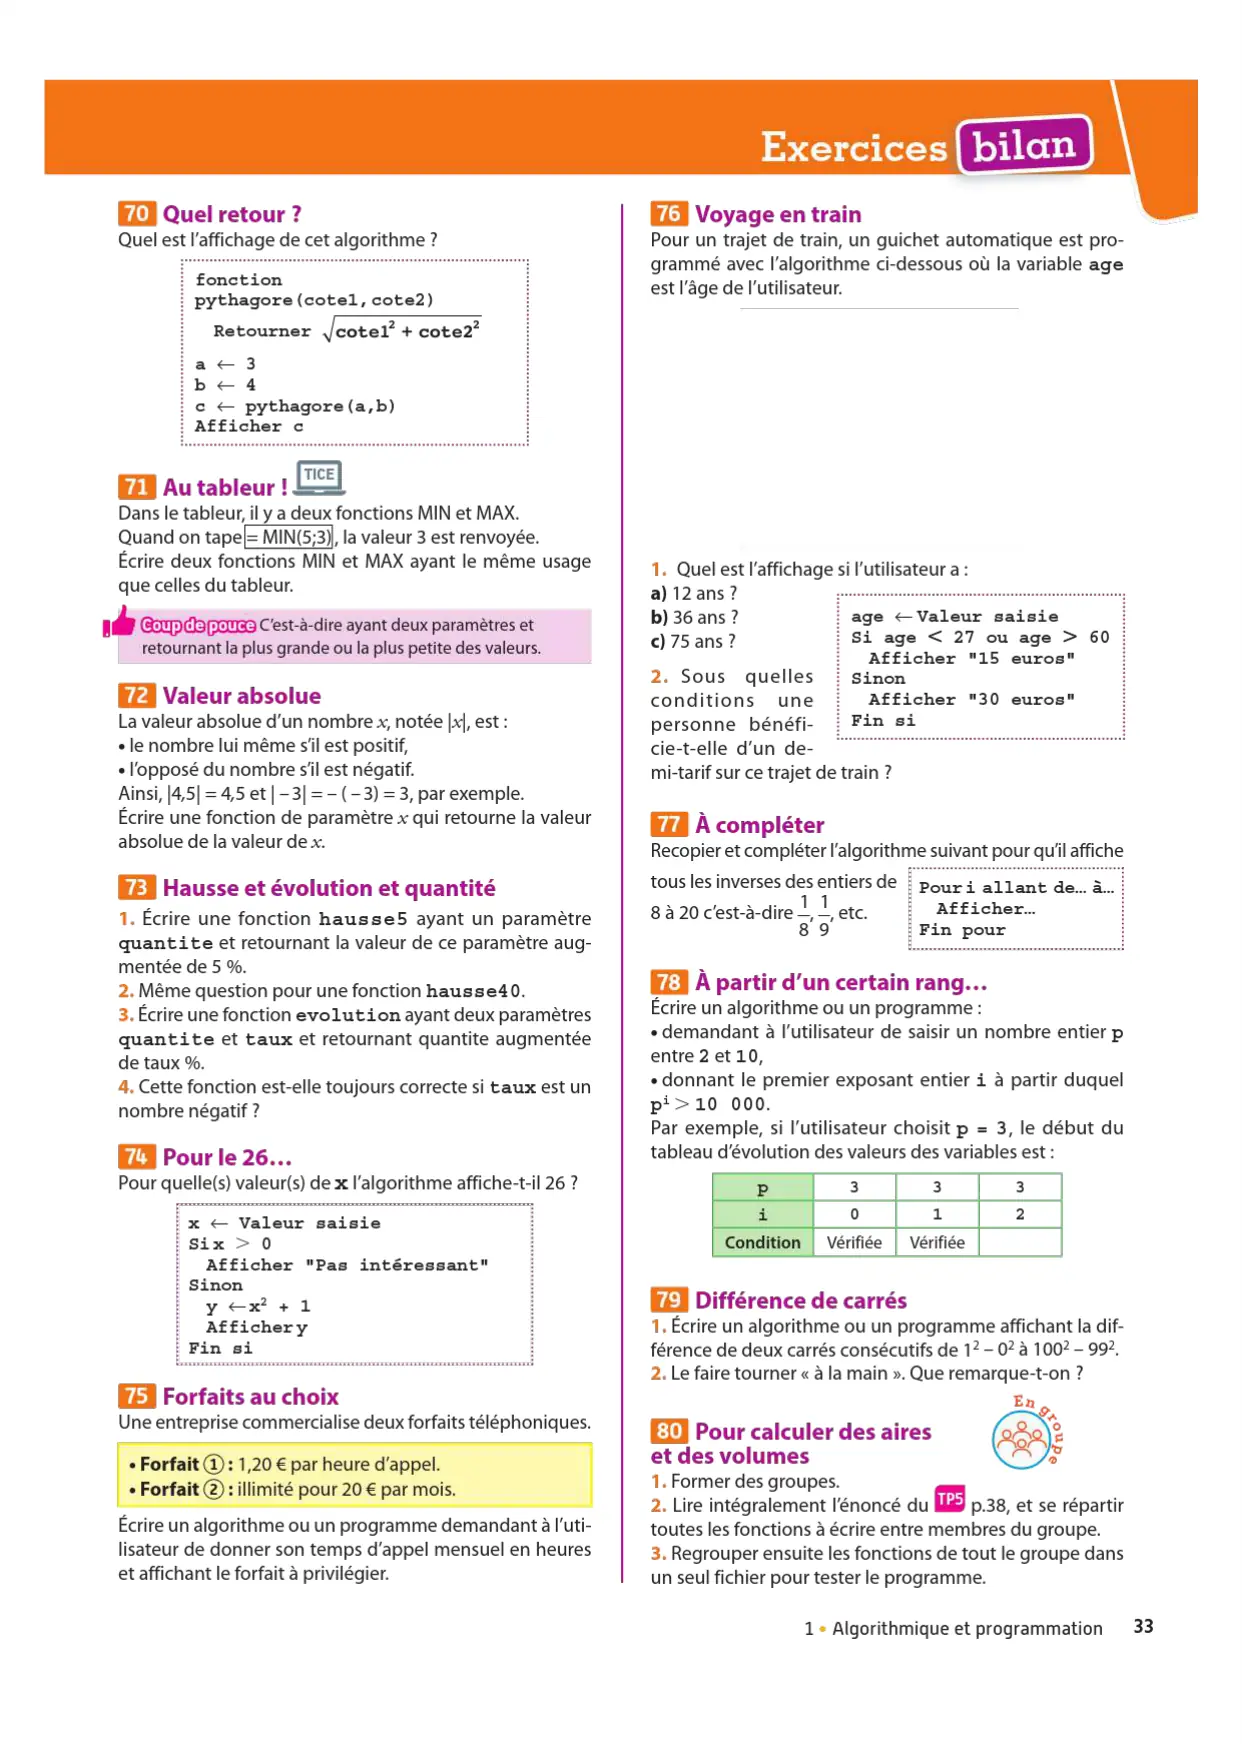 Exercices bilan
70 Quel retour ?
Quel est l'affichage de cet algorithme ?
fonction
pythagore(cote1,cote2)
Retourner √cote1² + cote2²
a ← 3
b ← 4
c ← pythagore(a,b)
Afficher c
71 Au tableur ! TICE
Dans le tableur, il y a deux fonctions MIN et MAX.
Quand on tape = MIN(5;3), la valeur 3 est renvoyée.
Écrire deux fonctions MIN et MAX ayant le même usage
que celles du tableur.
Coup de pouce C'est-à-dire ayant deux paramètres et
retournant la plus grande ou la plus petite des valeurs.
72 Valeur absolue
La valeur absolue d'un nombre x, notée |x|, est :
• le nombre lui même s'il est positif,
• l'opposé du nombre s'il est négatif.
Ainsi, |4,5| = 4,5 et | – 3| = – ( – 3) = 3, par exemple.
Écrire une fonction de paramètre x qui retourne la valeur
absolue de la valeur de x.
73 Hausse et évolution et quantité
1. Écrire une fonction hausse5 ayant un paramètre
quantite et retournant la valeur de ce paramètre aug-
mentée de 5 %.
2. Même question pour une fonction hausse40.
3. Écrire une fonction evolution ayant deux paramètres
quantite et taux et retournant quantite augmentée
de taux %.
4. Cette fonction est-elle toujours correcte si taux est un
nombre négatif ?
74 Pour le 26...
Pour quelle(s) valeur(s) de x l'algorithme affiche-t-il 26 ?
x ← Valeur saisie
Si x > 0
Afficher "Pas intéressant"
Sinon
y ← x² + 1
Afficher y
Fin si
75 Forfaits au choix
Une entreprise commercialise deux forfaits téléphoniques.
• Forfait ① : 1,20 € par heure d'appel.
• Forfait ② : illimité pour 20 € par mois.
Écrire un algorithme ou un programme demandant à l'uti-
lisateur de donner son temps d'appel mensuel en heures
et affichant le forfait à privilégier.
76 Voyage en train
Pour un trajet de train, un guichet automatique est pro-
grammé avec l'algorithme ci-dessous où la variable age
est l'âge de l'utilisateur.
1. Quel est l'affichage si l'utilisateur a :
a) 12 ans ?
b) 36 ans ?
c) 75 ans ?
age ← Valeur saisie
Si age < 27 ou age > 60
Afficher "15 euros"
Sinon
Afficher "30 euros"
Fin si
2. Sous quelles
conditions une
personne bénéfi-
cie-t-elle d'un de-
mi-tarif sur ce trajet de train ?
77 À compléter
Recopier et compléter l'algorithme suivant pour qu'il affiche
tous les inverses des entiers de
8 à 20 c'est-à-dire 1/8, 1/9, etc.
Pour i allant de... à...
Afficher...
Fin pour
78 À partir d'un certain rang...
Écrire un algorithme ou un programme :
• demandant à l'utilisateur de saisir un nombre entier p
entre 2 et 10,
• donnant le premier exposant entier i à partir duquel
pⁱ > 10 000.
Par exemple, si l'utilisateur choisit p = 3, le début du
tableau d'évolution des valeurs des variables est :
p 3 3 3
i 0 1 2
Condition Vérifiée Vérifiée
79 Différence de carrés
1. Écrire un algorithme ou un programme affichant la dif-
férence de deux carrés consécutifs de 1² – 0² à 100² – 99².
2. Le faire tourner « à la main ». Que remarque-t-on ?
En groupe
80 Pour calculer des aires
et des volumes
1. Former des groupes.
2. Lire intégralement l'énoncé du TP5 p.38, et se répartir
toutes les fonctions à écrire entre membres du groupe.
3. Regrouper ensuite les fonctions de tout le groupe dans
un seul fichier pour tester le programme.
1 • Algorithmique et programmation 33